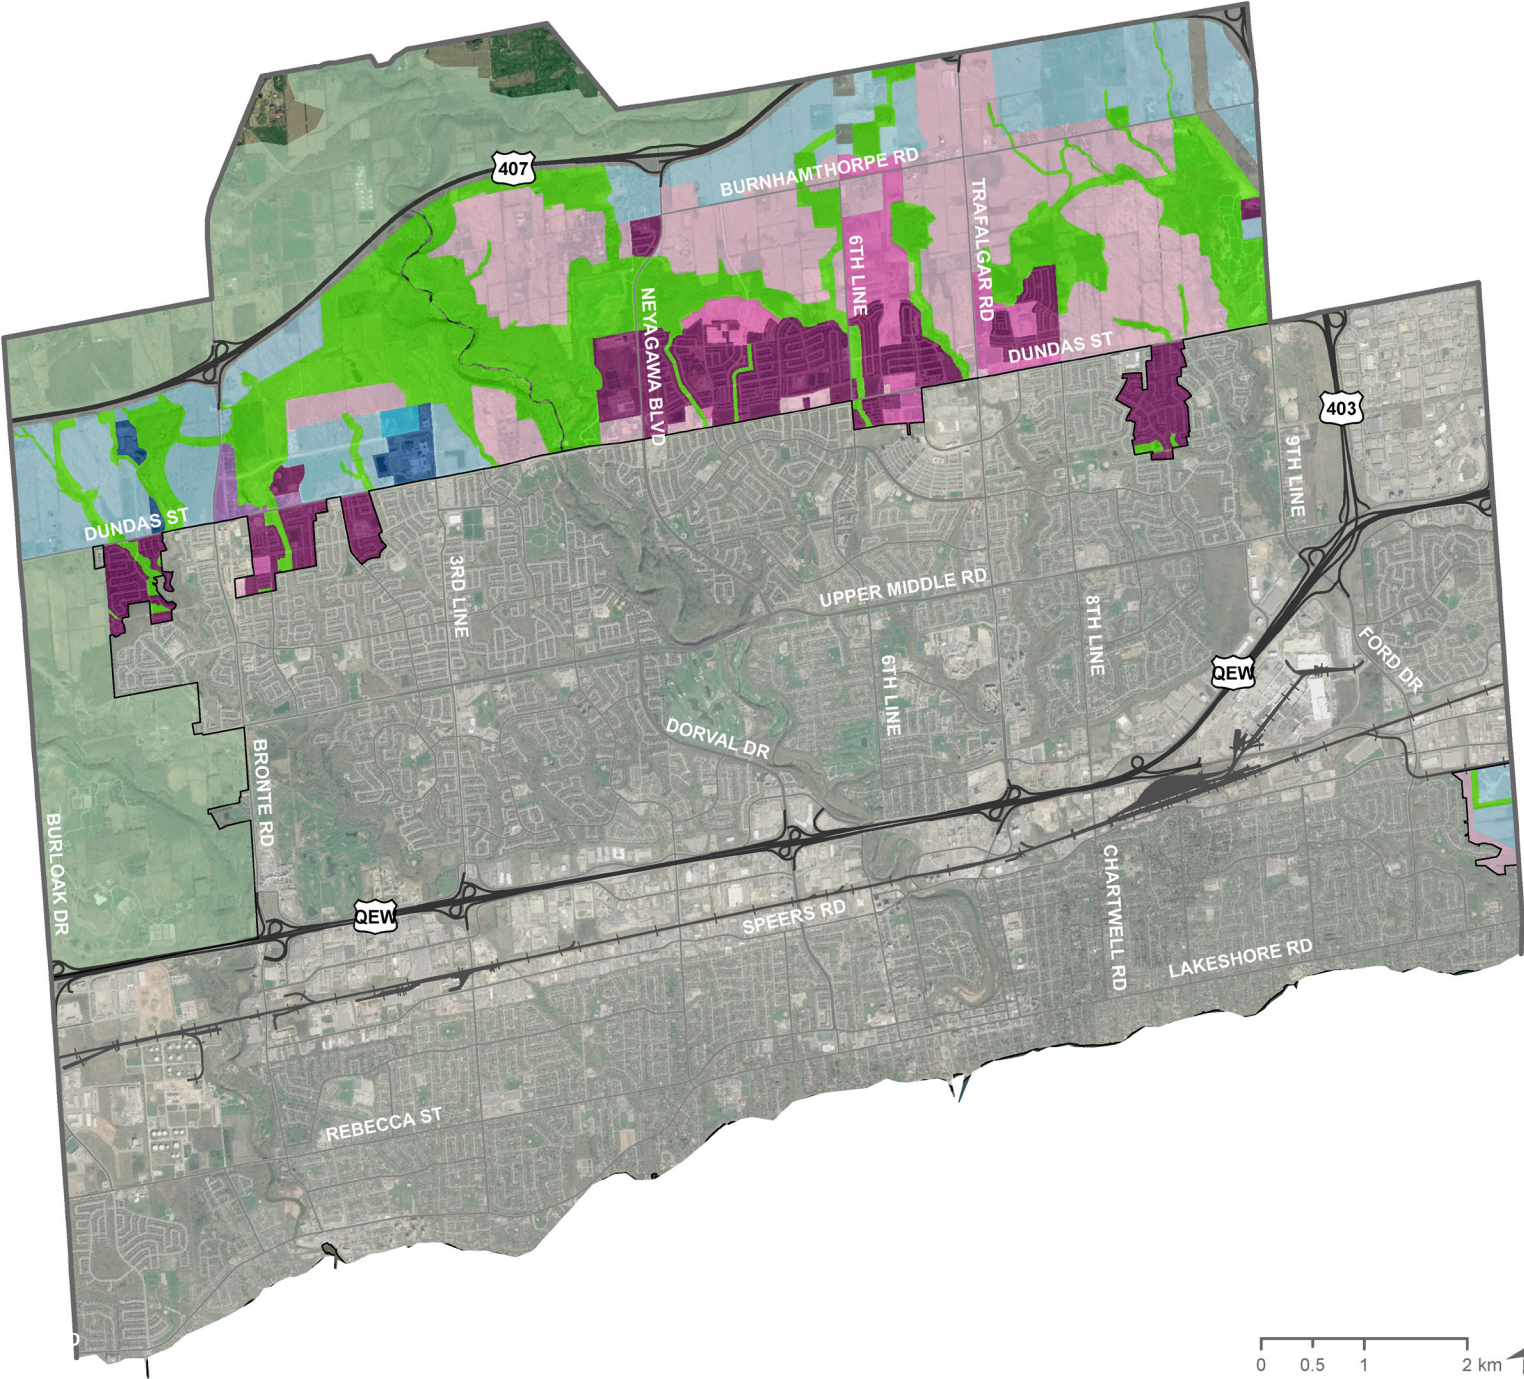 407
BURNHAMTHORPE RD
TRAFALGAR RD
6TH LINE
NEYAGAWA BLVD
DUNDAS ST
403
9TH LINE
DUNDAS ST
3RD LINE
UPPER MIDDLE RD
8TH LINE
FORD DR
QEW
6TH LINE
DORVAL DR
BRONTE RD
BURLOAK DR
QEW
SPEERS RD
CHARTWELL RD
LAKESHORE RD
REBECCA ST
0 0.5 1 2 km